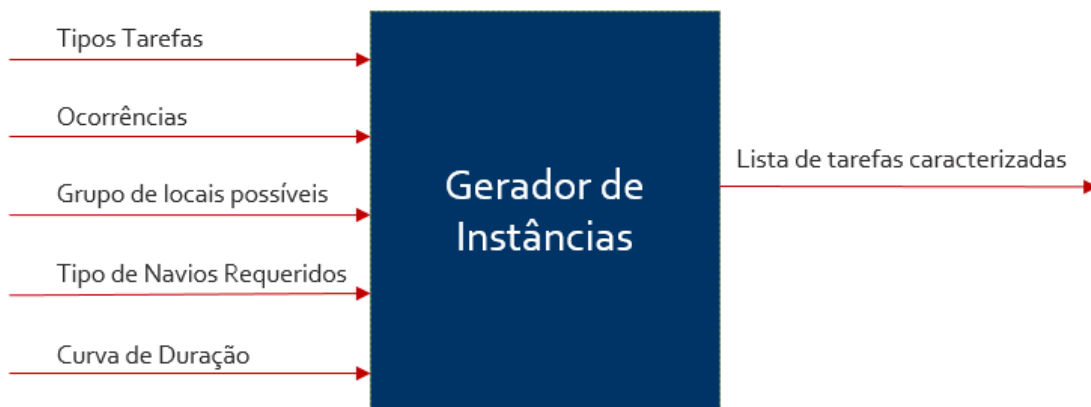 Tipos Tarefas
Ocorrências
Grupo de locais possíveis
Tipo de Navios Requeridos
Curva de Duração
Gerador de
Instâncias
Lista de tarefas caracterizadas